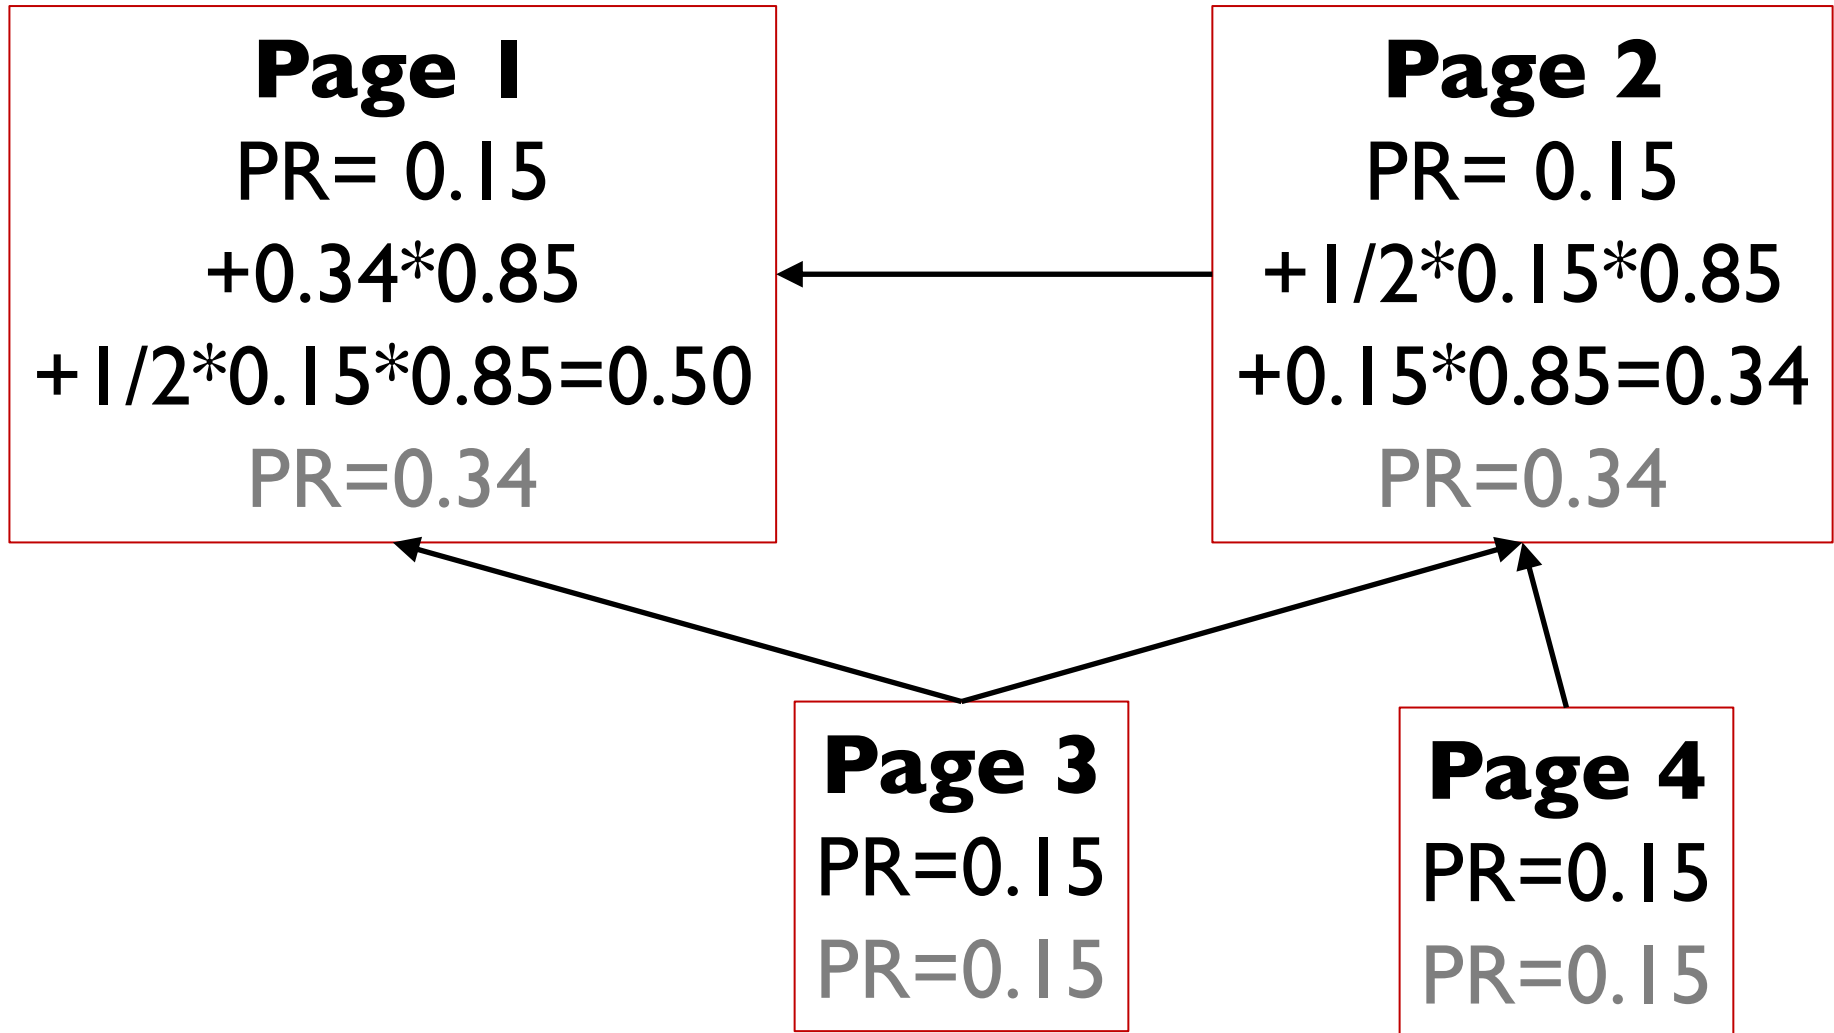 Page 1
PR= 0.15
+0.34*0.85
+1/2*0.15*0.85=0.50
PR=0.34
Page 2
PR= 0.15
+1/2*0.15*0.85
+0.15*0.85=0.34
PR=0.34
Page 3
PR=0.15
PR=0.15
Page 4
PR=0.15
PR=0.15